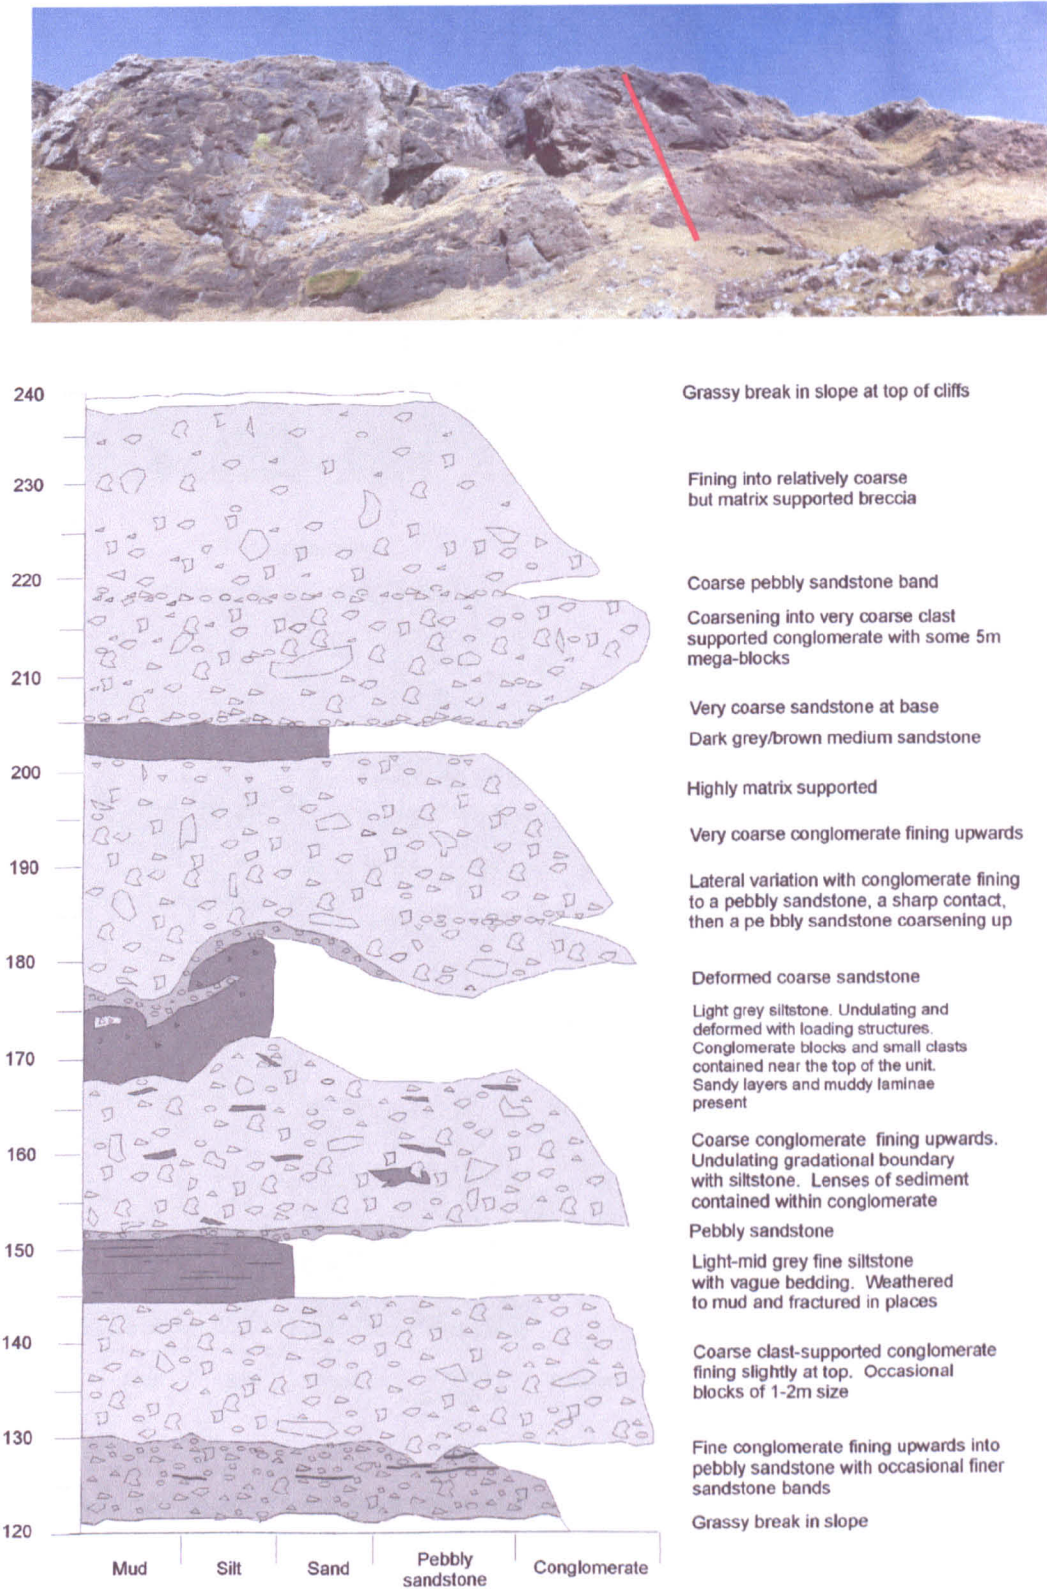 240
Grassy break in slope at top of cliffs
230
Fining into relatively coarse
but matrix supported breccia
220
Coarse pebbly sandstone band
Coarsening into very coarse clast
supported conglomerate with some 5m
mega-blocks
210
Very coarse sandstone at base
Dark grey/brown medium sandstone
200
Highly matrix supported
Very coarse conglomerate fining upwards
190
Lateral variation with conglomerate fining
to a pebbly sandstone, a sharp contact,
then a pe bbly sandstone coarsening up
180
Deformed coarse sandstone
Light grey siltstone. Undulating and
deformed with loading structures.
Conglomerate blocks and small clasts
contained near the top of the unit.
Sandy layers and muddy laminae
present
170
Coarse conglomerate fining upwards.
Undulating gradational boundary
with siltstone. Lenses of sediment
contained within conglomerate
160
Pebbly sandstone
150
Light-mid grey fine siltstone
with vague bedding. Weathered
to mud and fractured in places
140
Coarse clast-supported conglomerate
fining slightly at top. Occasional
blocks of 1-2m size
130
Fine conglomerate fining upwards into
pebbly sandstone with occasional finer
sandstone bands
Grassy break in slope
120
Mud Silt Sand Pebbly sandstone Conglomerate